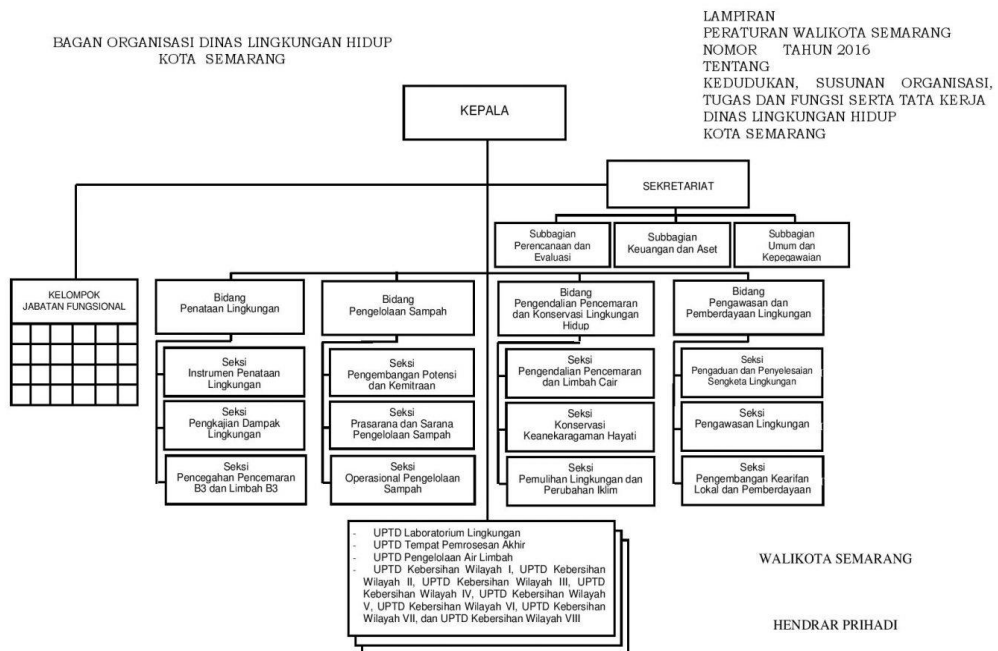 BAGAN ORGANISASI DINAS LINGKUNGAN HIDUP
KOTA SEMARANG
LAMPIRAN
PERATURAN WALIKOTA SEMARANG
NOMOR TAHUN 2016
TENTANG
KEDUDUKAN, SUSUNAN ORGANISASI,
TUGAS DAN FUNGSI SERTA TATA KERJA
DINAS LINGKUNGAN HIDUP
KOTA SEMARANG
KEPALA
SEKRETARIAT
Subbagian
Perencanaan dan
Evaluasi
Subbagian
Keuangan dan Aset
Subbagian
Umum dan
Kepegawaian
KELOMPOK
JABATAN FUNGSIONAL
Bidang
Penataan Lingkungan
Seksi
Instrumen Penataan
Lingkungan
Seksi
Pengkajian Dampak
Lingkungan
Seksi
Pencegahan Pencemaran
B3 dan Limbah B3
Bidang
Pengelolaan Sampah
Seksi
Pengembangan Potensi
dan Kemitraan
Seksi
Prasarana dan Sarana
Pengelolaan Sampah
Seksi
Operasional Pengelolaan
Sampah
Bidang
Pengendalian Pencemaran
dan Konservasi Lingkungan
Hidup
Seksi
Pengendalian Pencemaran
dan Limbah Cair
Seksi
Konservasi
Keanekaragaman Hayati
Seksi
Pemulihan Lingkungan dan
Perubahan Iklim
Bidang
Pengawasan dan
Pemberdayaan Lingkungan
Seksi
Pengaduan dan Penyelesaian
Sengketa Lingkungan
Seksi
Pengawasan Lingkungan
Seksi
Pengembangan Kearifan
Lokal dan Pemberdayaan
- UPTD Laboratorium Lingkungan
- UPTD Tempat Pemrosesan Akhir
- UPTD Pengelolaan Air Limbah
- UPTD Kebersihan Wilayah I, UPTD Kebersihan
Wilayah II, UPTD Kebersihan Wilayah III, UPTD
Kebersihan Wilayah IV, UPTD Kebersihan Wilayah
V, UPTD Kebersihan Wilayah VI, UPTD Kebersihan
Wilayah VII, dan UPTD Kebersihan Wilayah VIII
WALIKOTA SEMARANG
HENDRAR PRIHADI